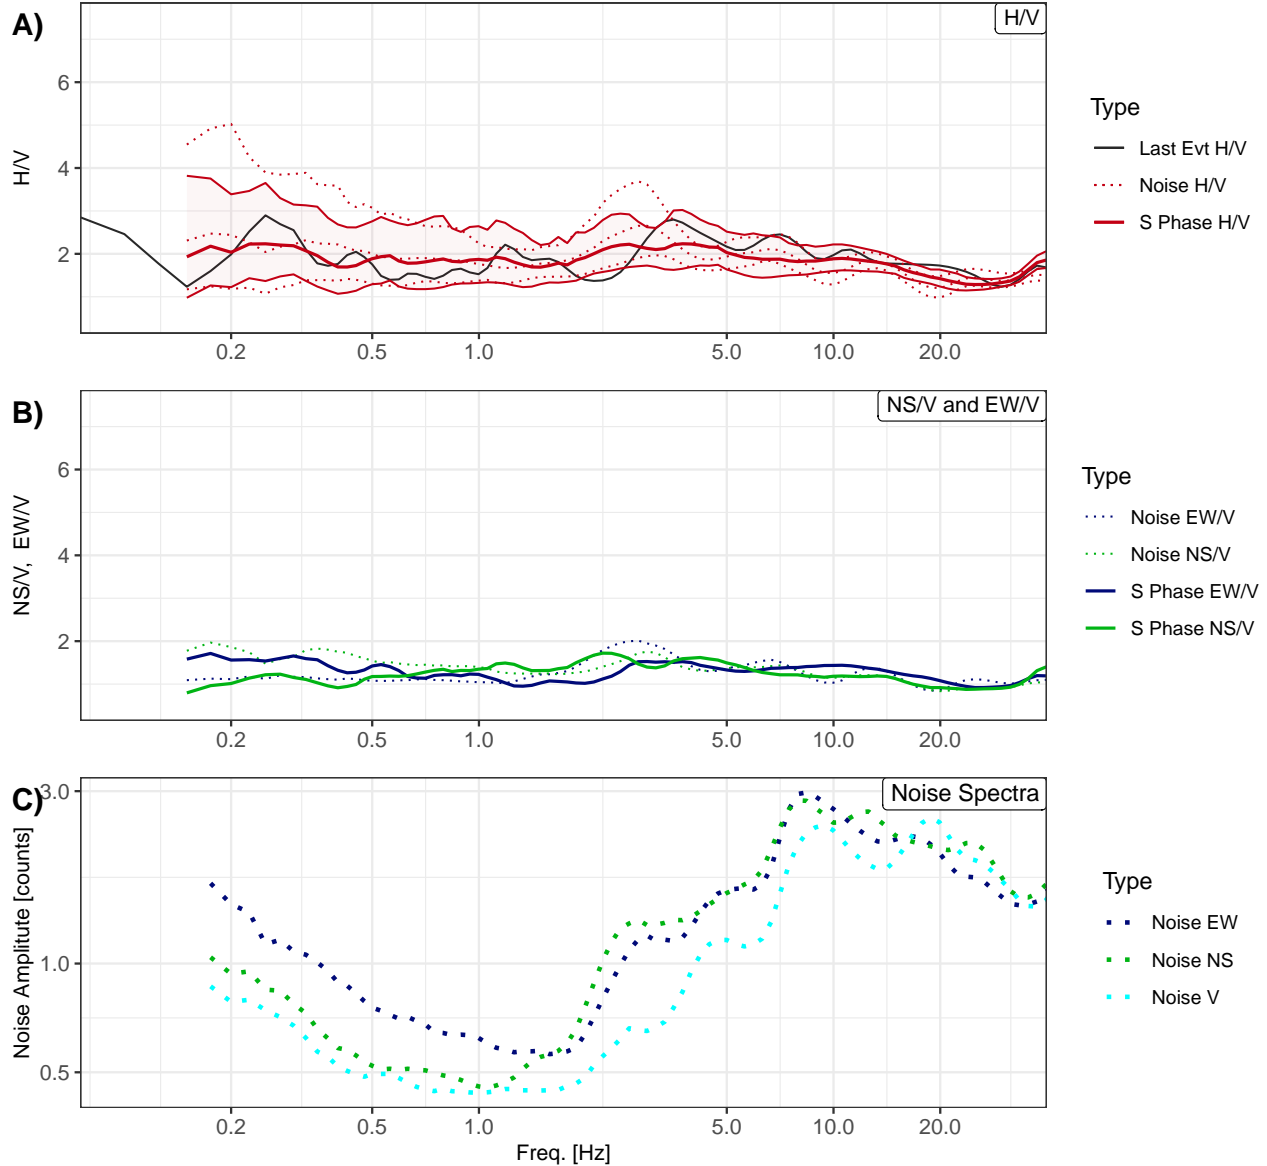 A)
H/V
6
4
2
H/V
0.2 0.5 1.0 5.0 10.0 20.0
Type
Last Evt H/V
Noise H/V
S Phase H/V
B)
NS/V and EW/V
6
4
2
NS/V,  EW/V
0.2 0.5 1.0 5.0 10.0 20.0
Type
Noise EW/V
Noise NS/V
S Phase EW/V
S Phase NS/V
C)
Noise Spectra
3.0
1.0
0.5
Noise Amplitute [counts]
0.2 0.5 1.0 5.0 10.0 20.0
Freq. [Hz]
Type
Noise EW
Noise NS
Noise V